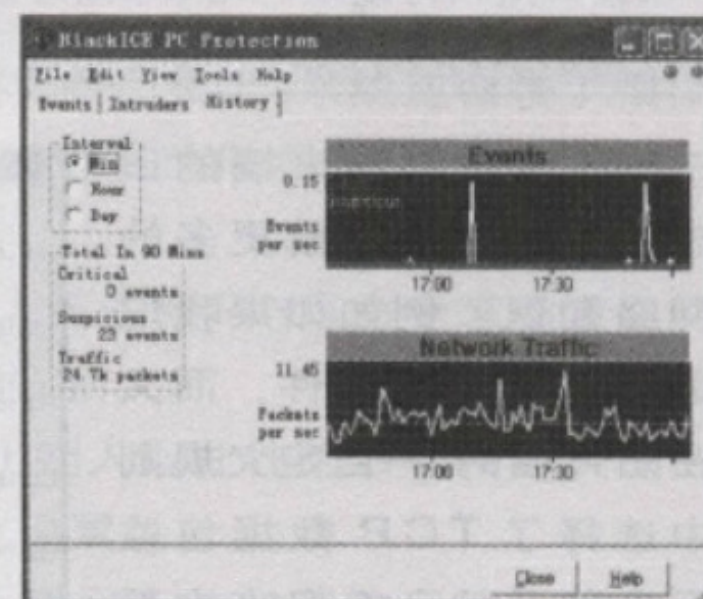 BlackICE PC Protection
File Edit View Tools Help
Events Intruders History
Interval
Min
Hour
Day
Total In 90 Mins
Critical
0 events
Suspicious
23 events
Traffic
24.7k packets
Events
0.15
Events
per sec
17:00 17:30
Network Traffic
11.45
Packets
per sec
17:00 17:30
Close Help